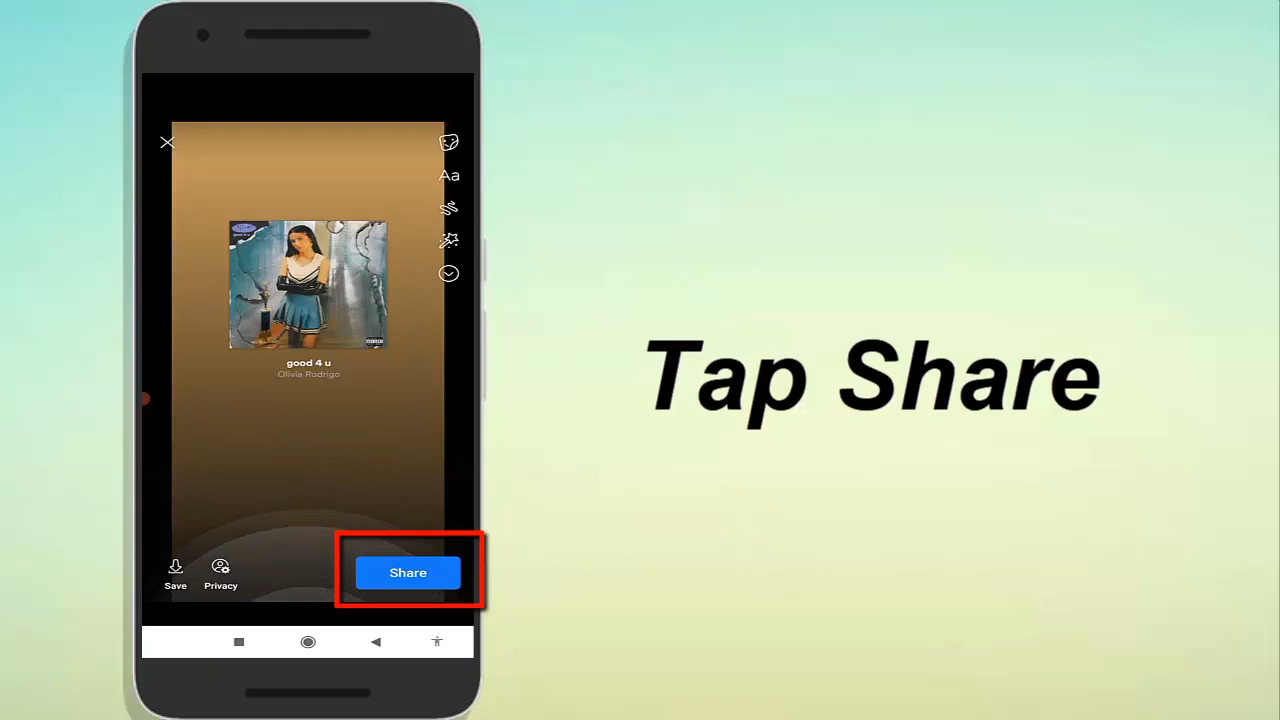 Aa
good 4 u
Olivia Rodrigo
Save
Privacy
Share
Tap Share